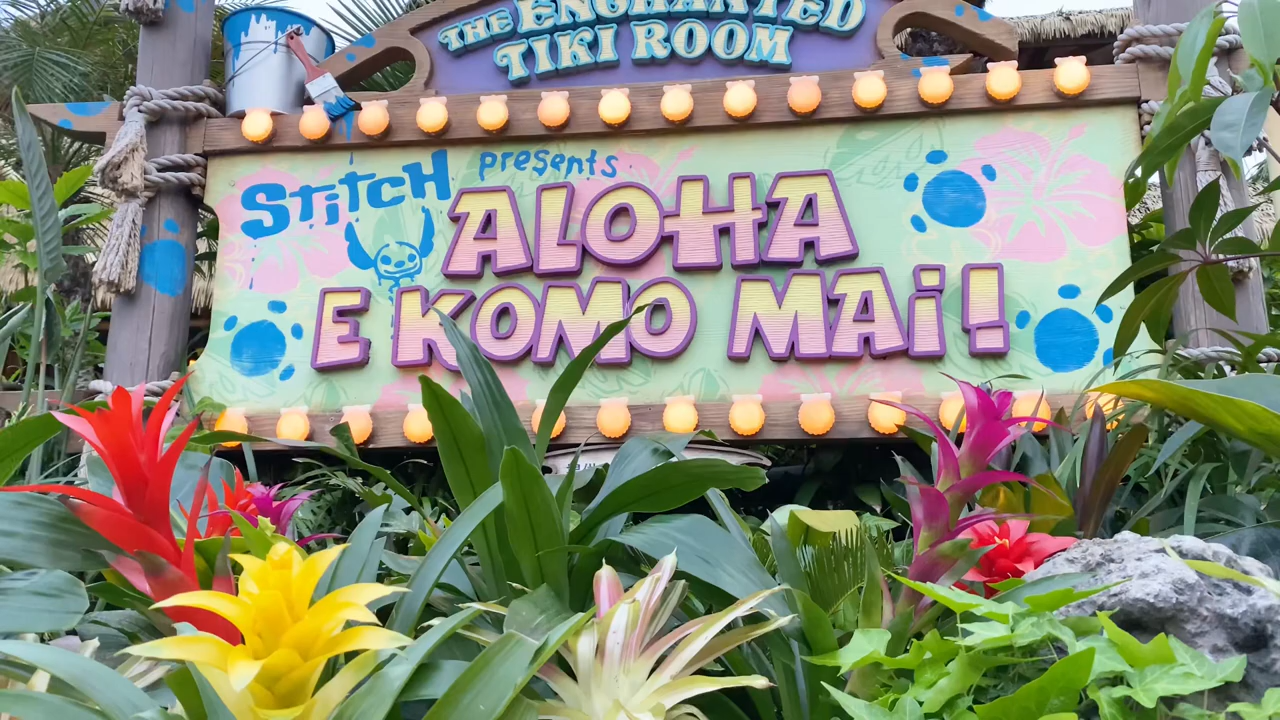 THE ENCHANTED
TIKI ROOM
STITCH presents
ALOHA
E KOMO MAi!